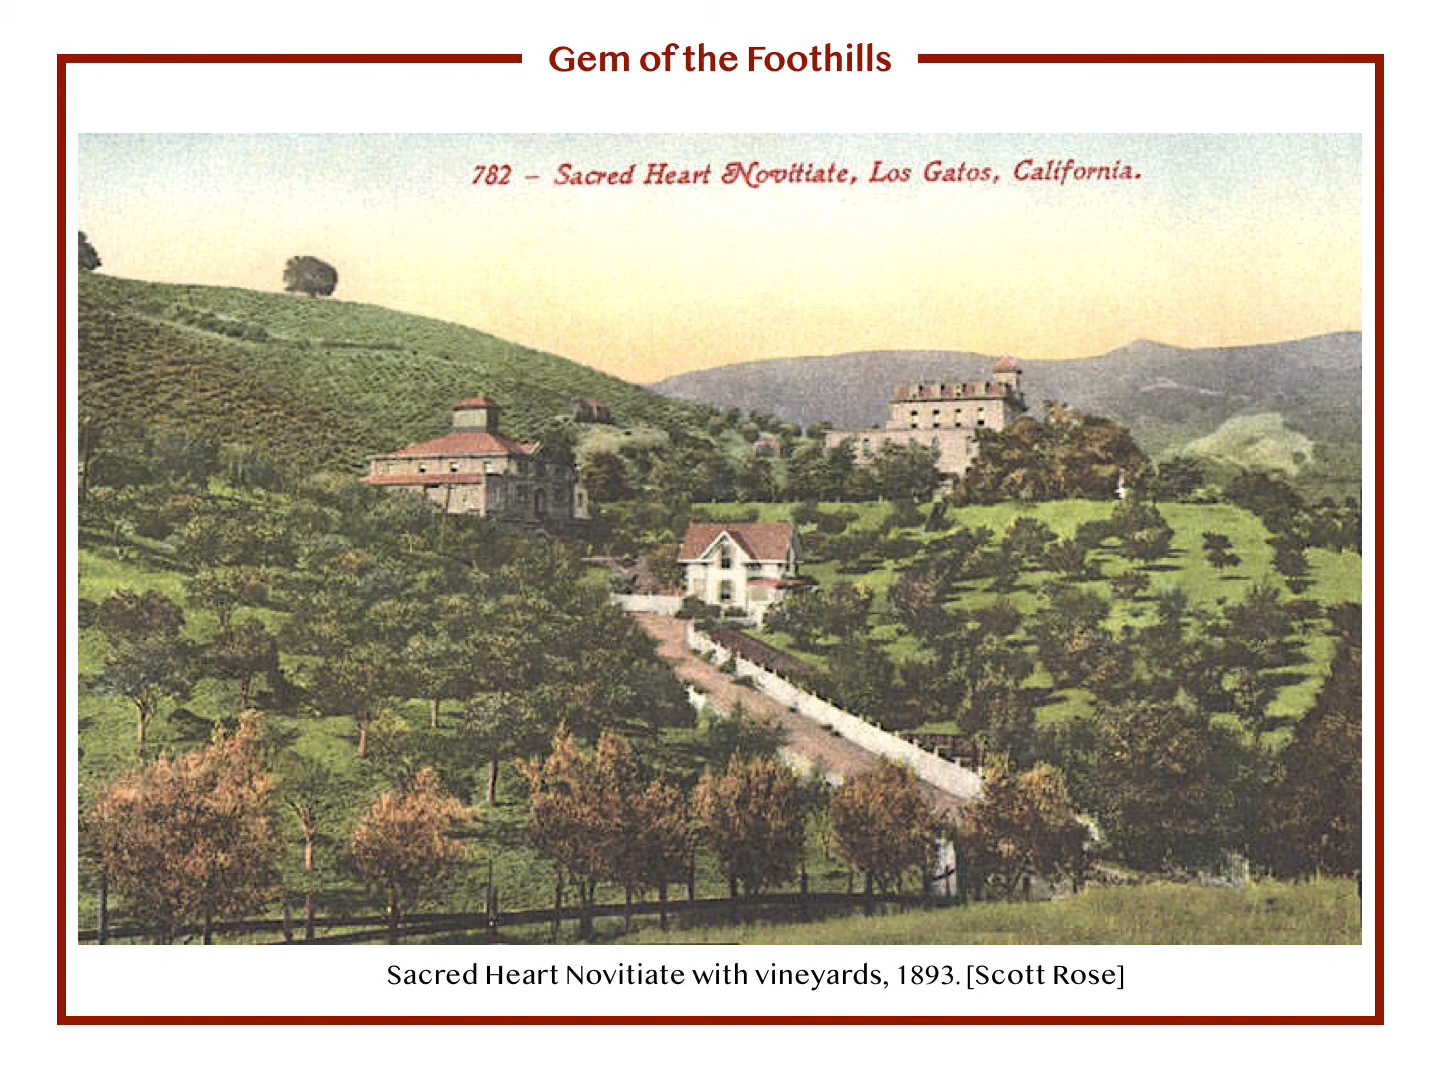 Gem of the Foothills
782 – Sacred Heart Novitiate, Los Gatos, California.
Sacred Heart Novitiate with vineyards, 1893. [Scott Rose]